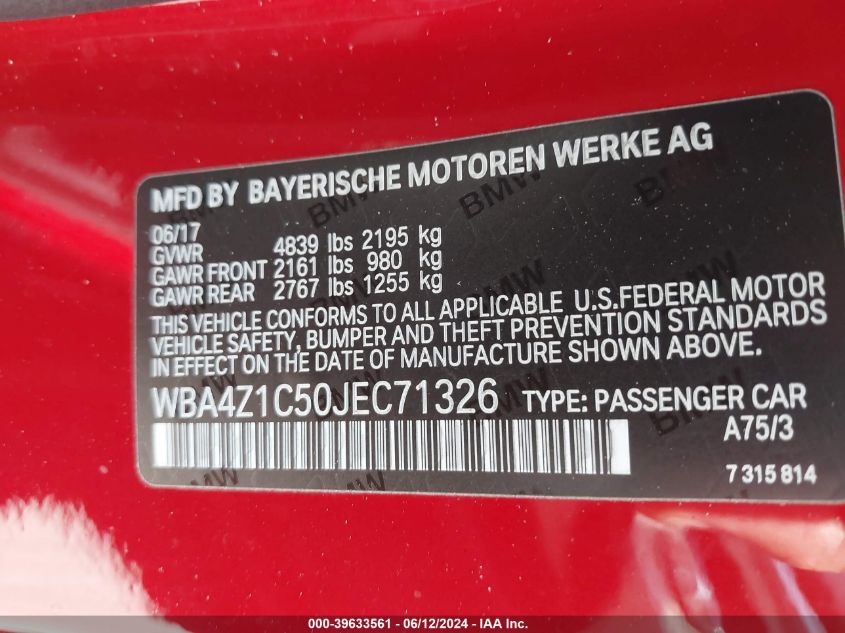 MFD BY BAYERISCHE MOTOREN WERKE AG
06/17
GVWR 4839 lbs 2195 kg
GAWR FRONT 2161 lbs 980 kg
GAWR REAR 2767 lbs 1255 kg
THIS VEHICLE CONFORMS TO ALL APPLICABLE U.S.FEDERAL MOTOR
VEHICLE SAFETY, BUMPER AND THEFT PREVENTION STANDARDS
IN EFFECT ON THE DATE OF MANUFACTURE SHOWN ABOVE.
WBA4Z1C50JEC71326 TYPE: PASSENGER CAR
A75/3
7 315 814
000-39633561 - 06/12/2024 - IAA Inc.